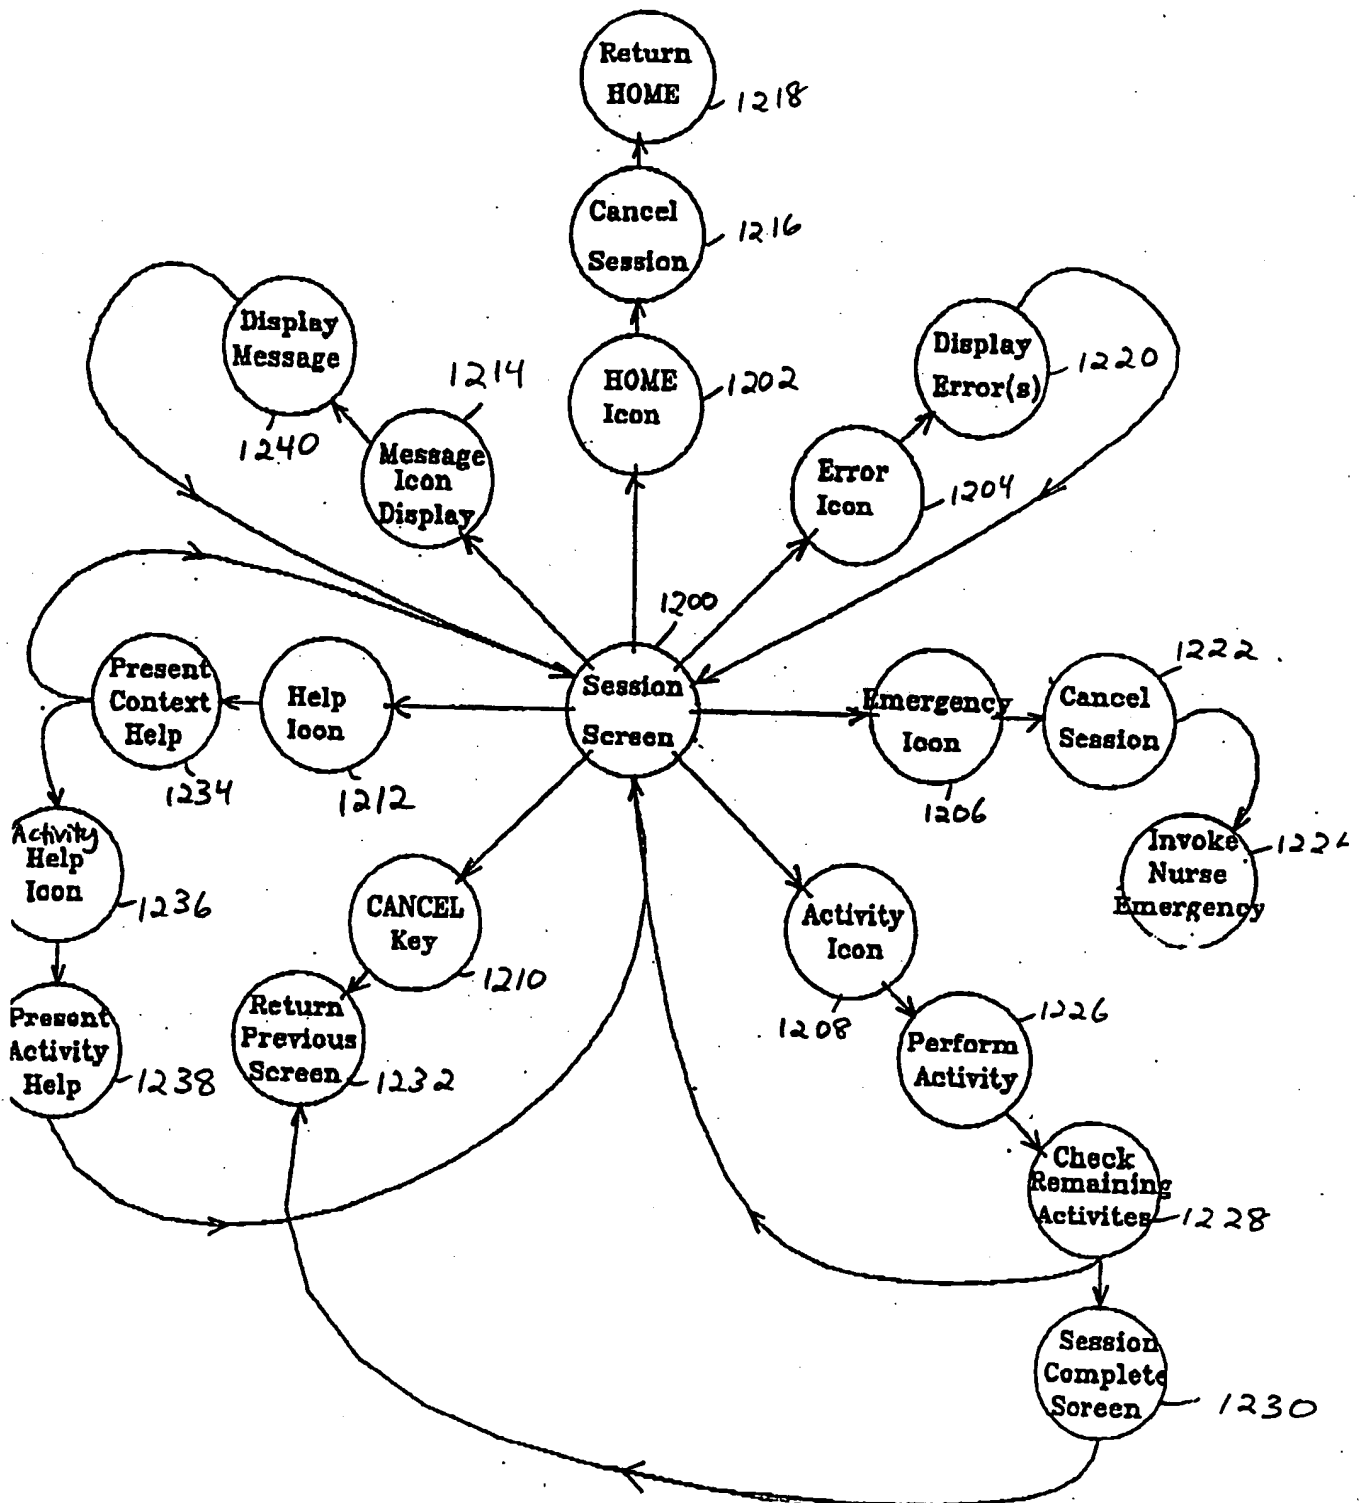 Return
HOME
1218
Cancel
Session
1216
HOME
Icon
1202
Display
Message
1240
1214
Message
Icon
Display
Display
Error(s)
1220
Error
Icon
1204
1200
Session
Screen
Present
Context
Help
1234
Help
Icon
1212
Emergency
Icon
1206
1222
Cancel
Session
Invoke
Nurse
Emergency
Activity
Help
Icon
1236
CANCEL
Key
1210
Activity
Icon
1208
Present
Activity
Help
1238
Return
Previous
Screen
1232
1226
Perform
Activity
Check
Remaining
Activites
1228
Session
Complete
Screen
1230